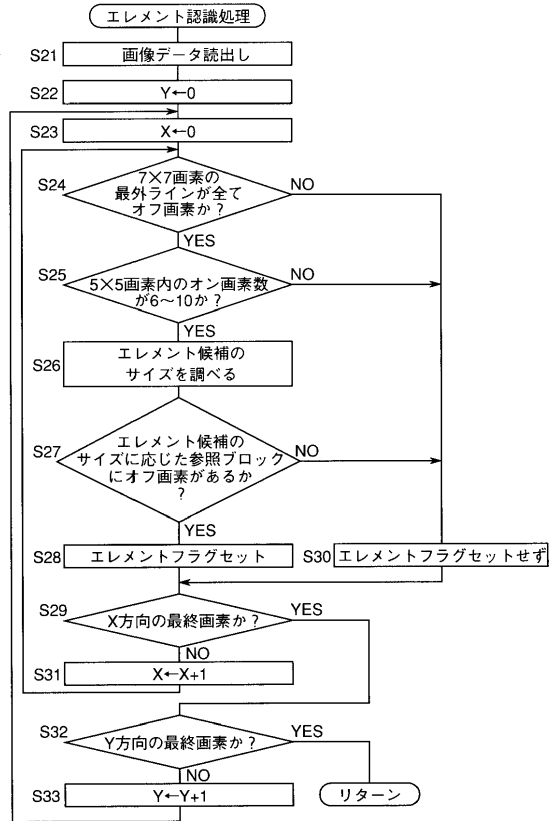 エレメント認識処理
S21 画像データ読出し
S22 Y←0
S23 X←0
S24 7×7画素の
最外ラインが全て
オフ画素か?
NO
YES
S25 5×5画素内のオン画素数
が6~10か?
NO
YES
S26 エレメント候補の
サイズを調べる
S27 エレメント候補の
サイズに応じた参照ブロック
にオフ画素があるか
?
NO
YES
S28 エレメントフラグセット
S30 エレメントフラグセットせず
S29 X方向の最終画素か?
YES
NO
S31 X←X+1
S32 Y方向の最終画素か?
YES
NO
S33 Y←Y+1
リターン